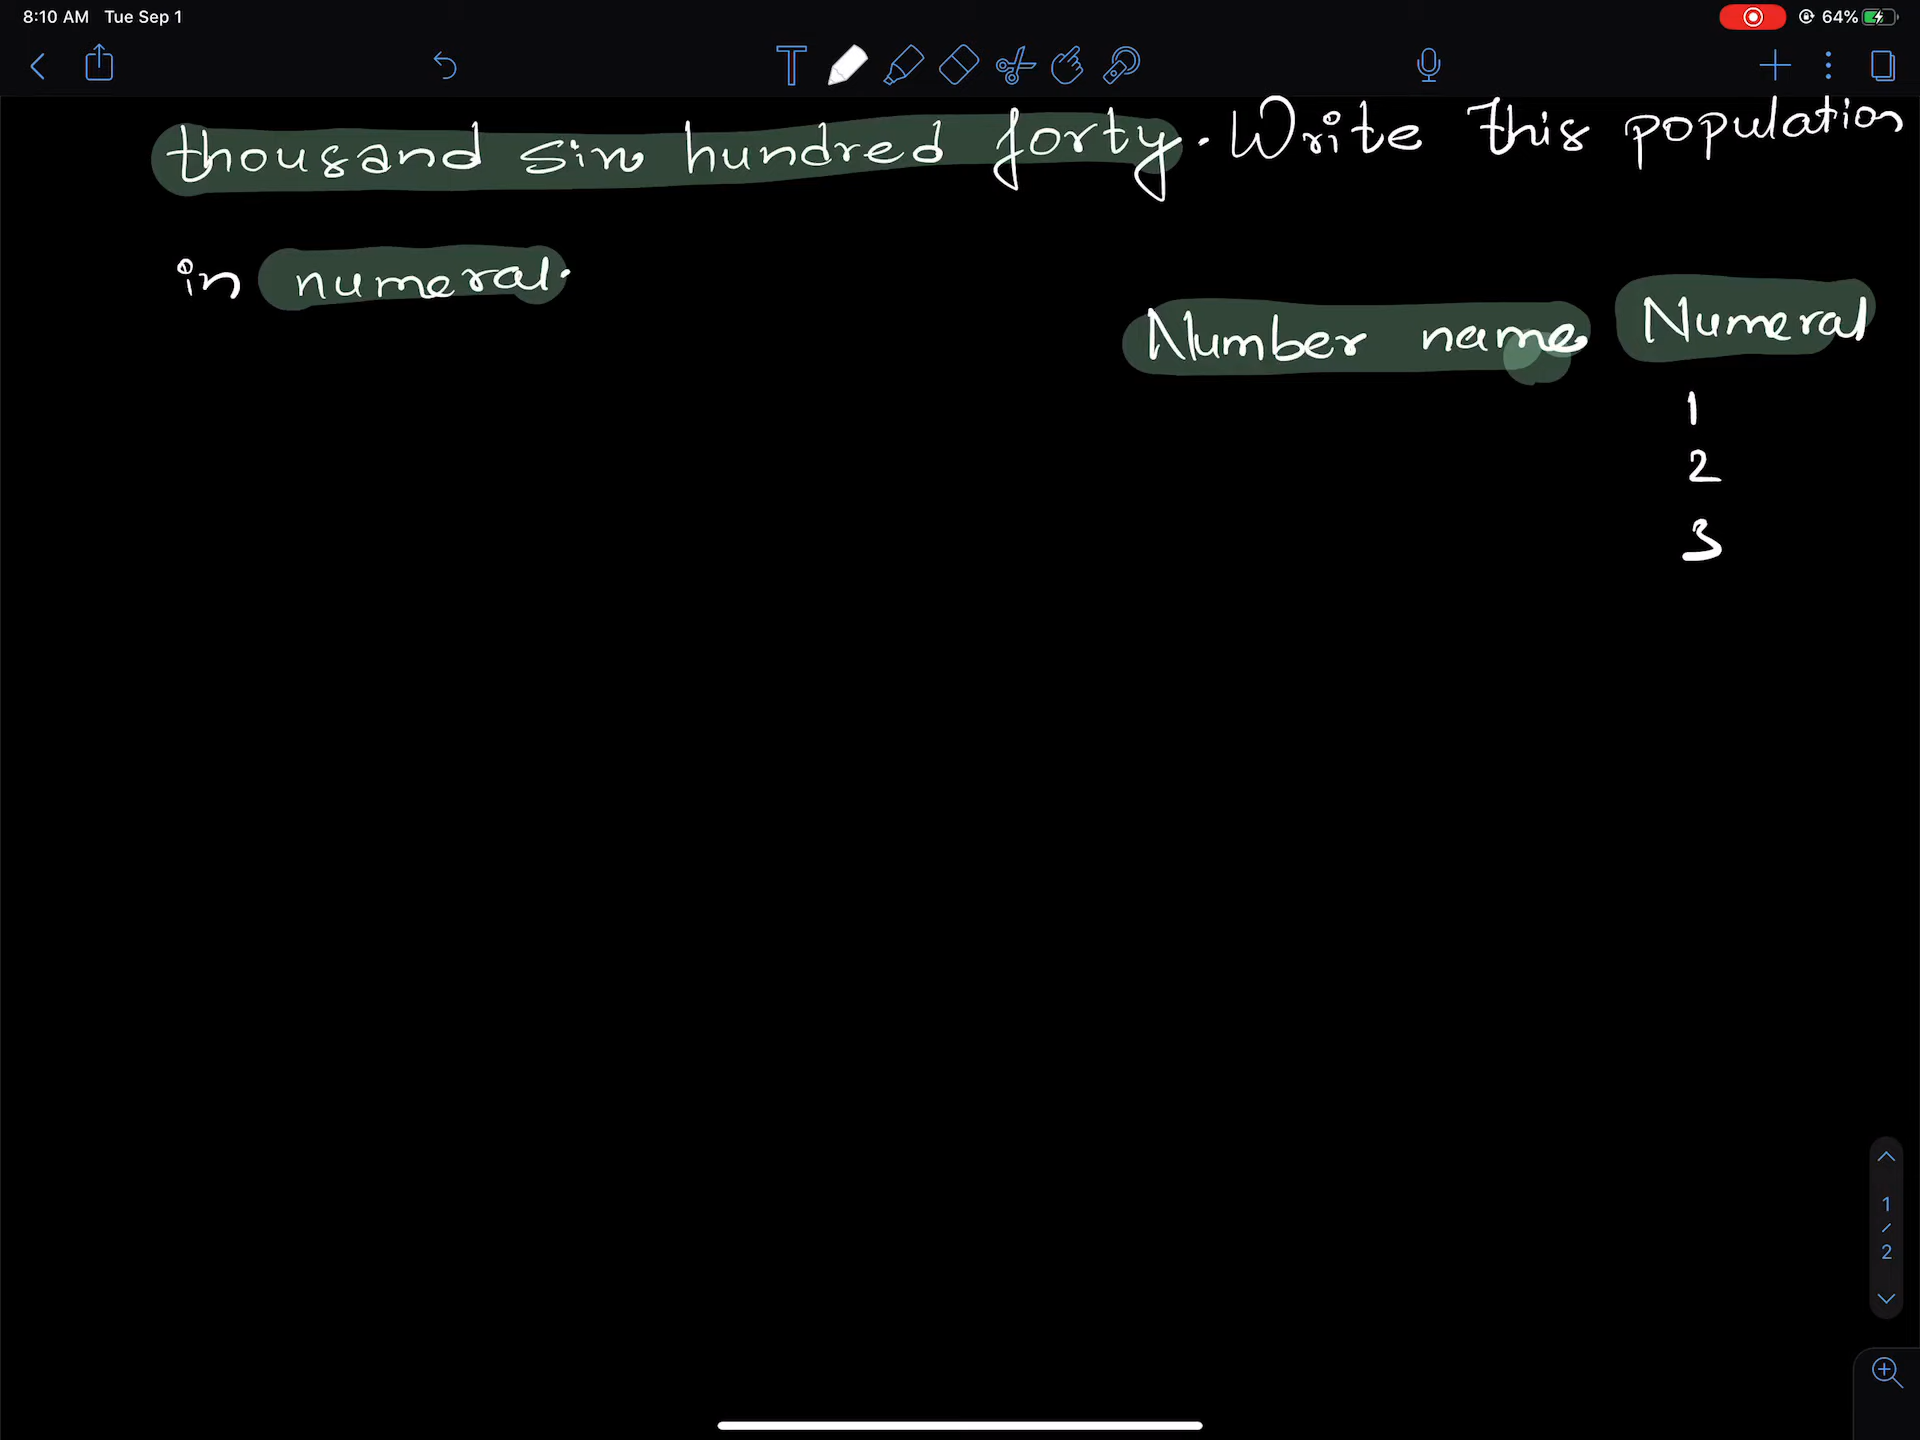 8:10 AM Tue Sep 1 64%
T
thousand six hundred forty. Write this population
in numeral.
Number name Numeral
1
2
3
1
/
2